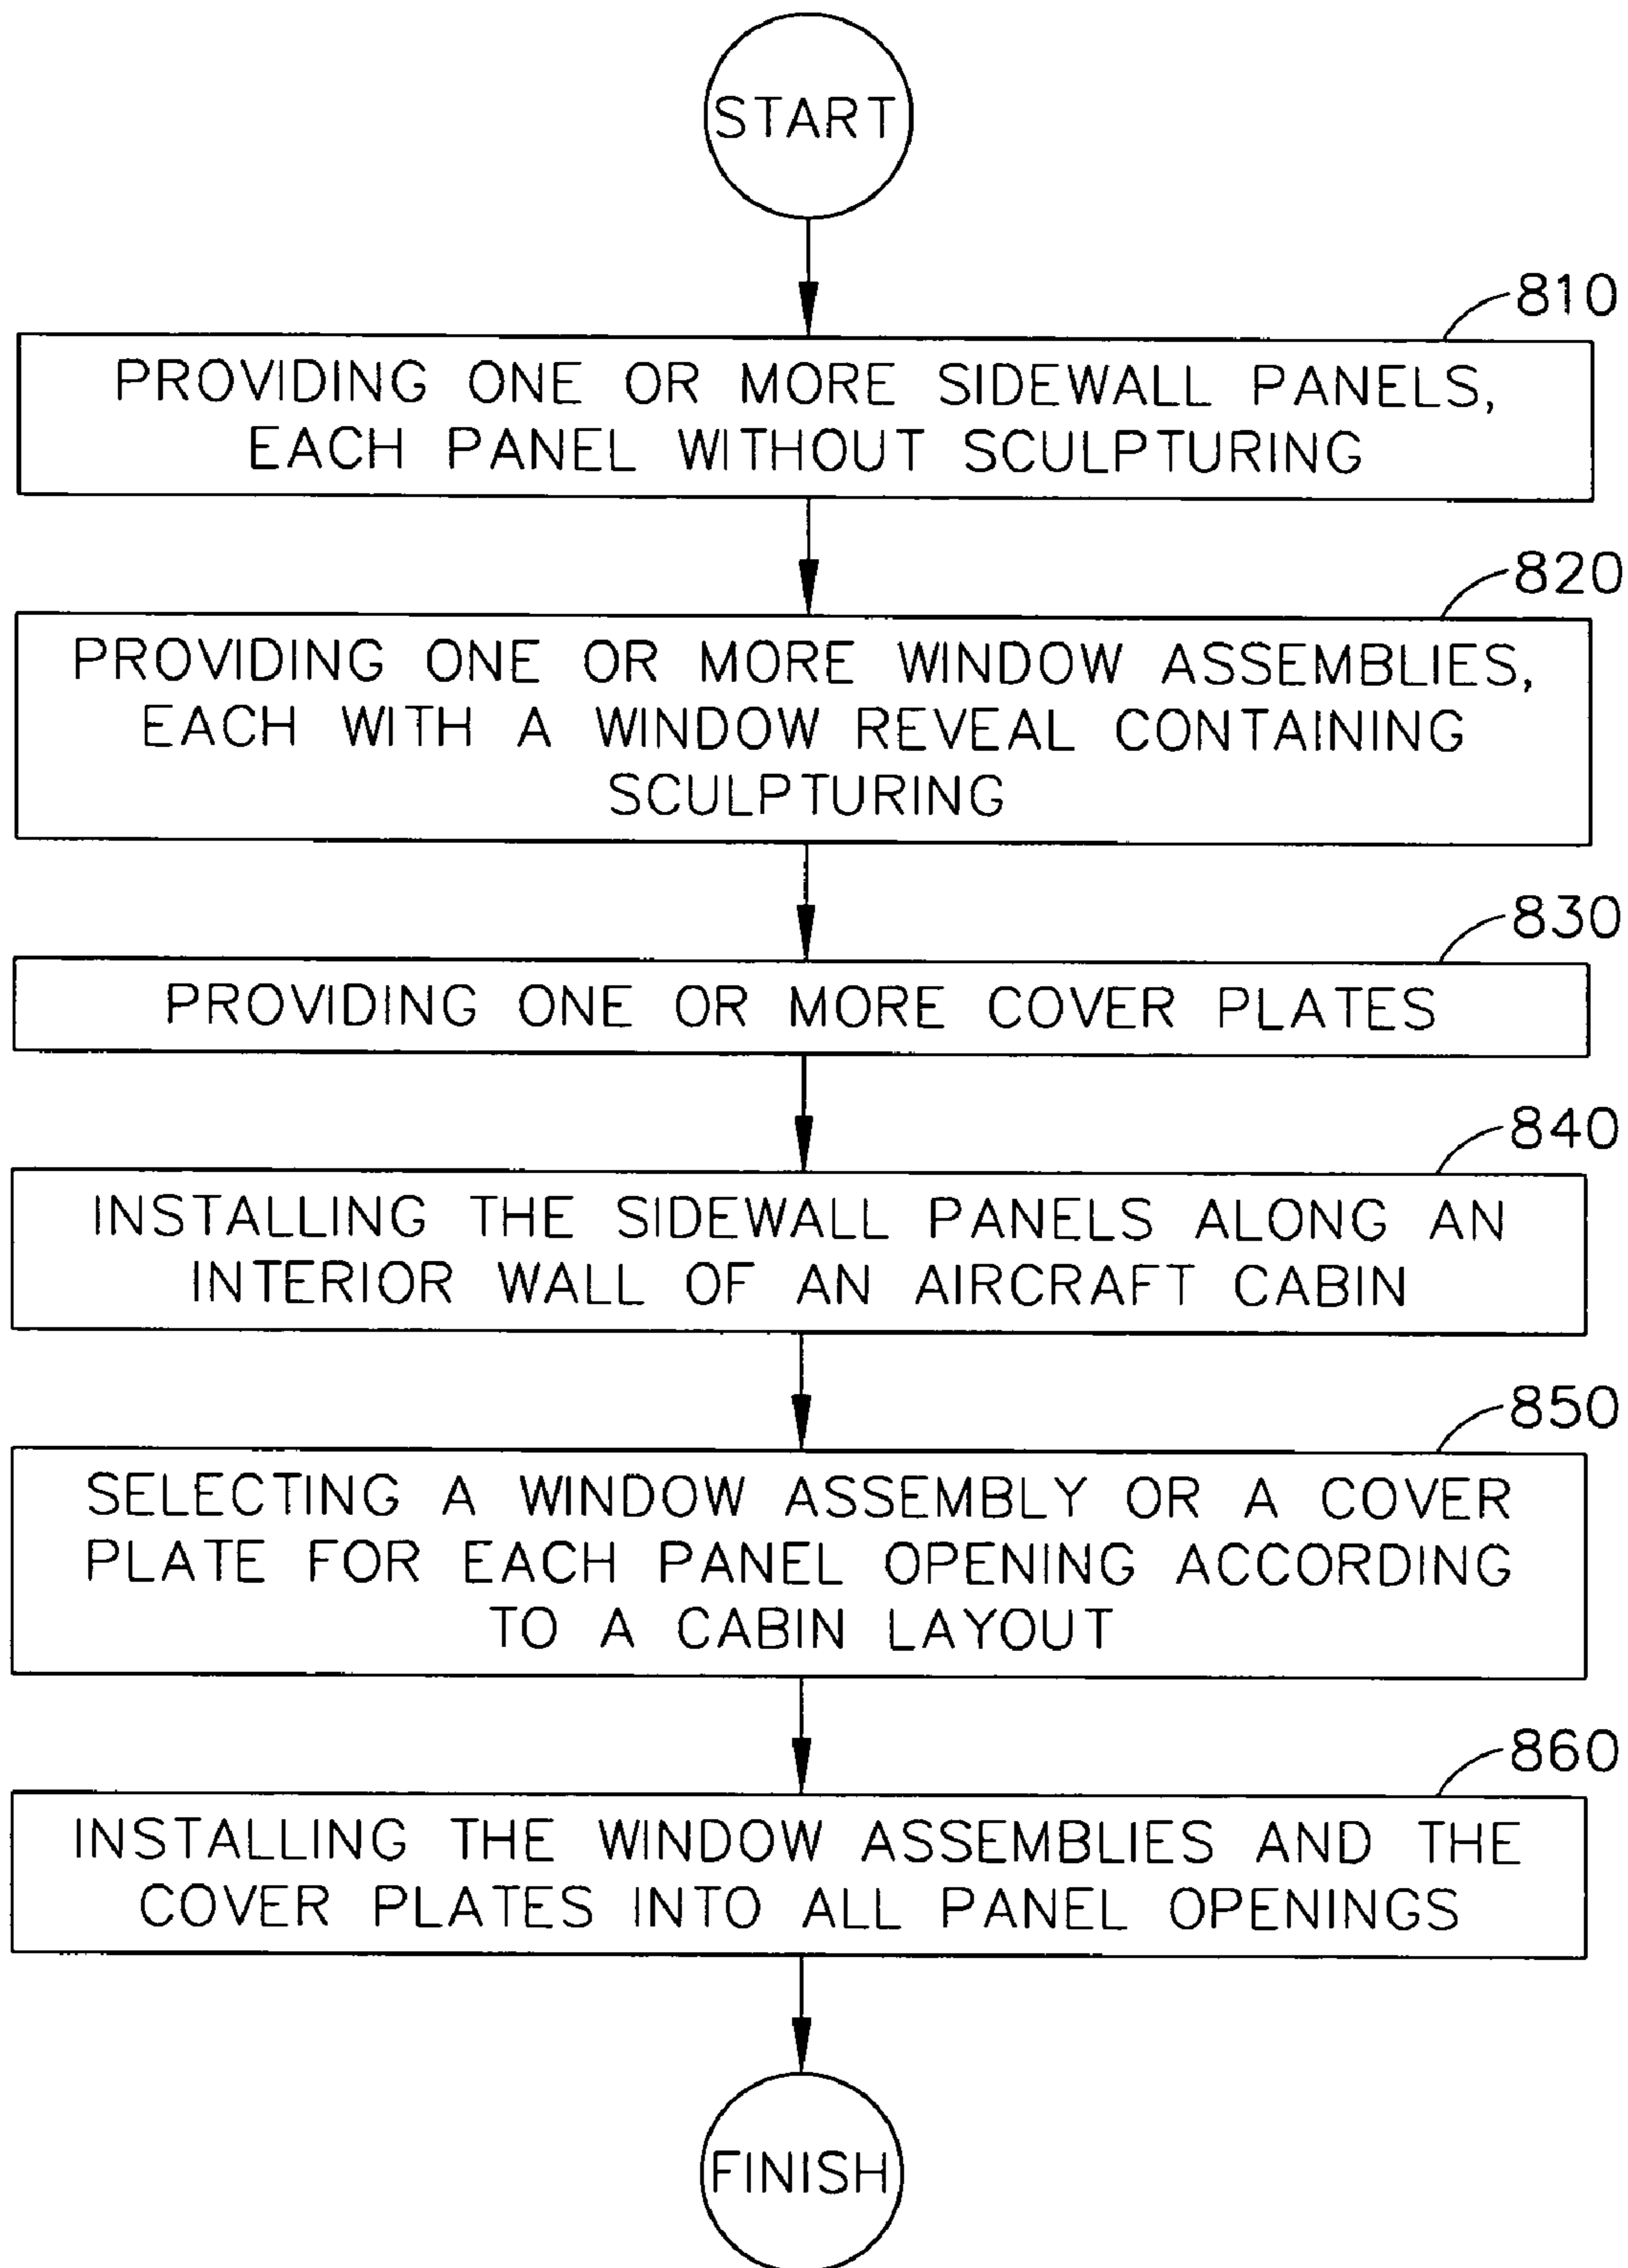 START
810
PROVIDING ONE OR MORE SIDEWALL PANELS,
EACH PANEL WITHOUT SCULPTURING
820
PROVIDING ONE OR MORE WINDOW ASSEMBLIES,
EACH WITH A WINDOW REVEAL CONTAINING
SCULPTURING
830
PROVIDING ONE OR MORE COVER PLATES
840
INSTALLING THE SIDEWALL PANELS ALONG AN
INTERIOR WALL OF AN AIRCRAFT CABIN
850
SELECTING A WINDOW ASSEMBLY OR A COVER
PLATE FOR EACH PANEL OPENING ACCORDING
TO A CABIN LAYOUT
860
INSTALLING THE WINDOW ASSEMBLIES AND THE
COVER PLATES INTO ALL PANEL OPENINGS
FINISH